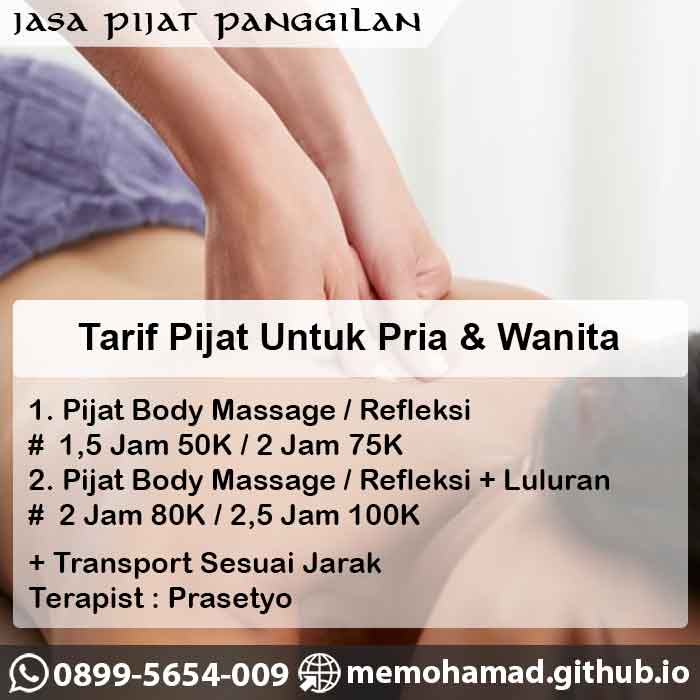 JASA PIJAT PANGGILAN
Tarif Pijat Untuk Pria & Wanita
1. Pijat Body Massage / Refleksi
# 1,5 Jam 50K / 2 Jam 75K
2. Pijat Body Massage / Refleksi + Luluran
# 2 Jam 80K / 2,5 Jam 100K
+ Transport Sesuai Jarak
Terapist : Prasetyo
0899-5654-009 memohamad.github.io